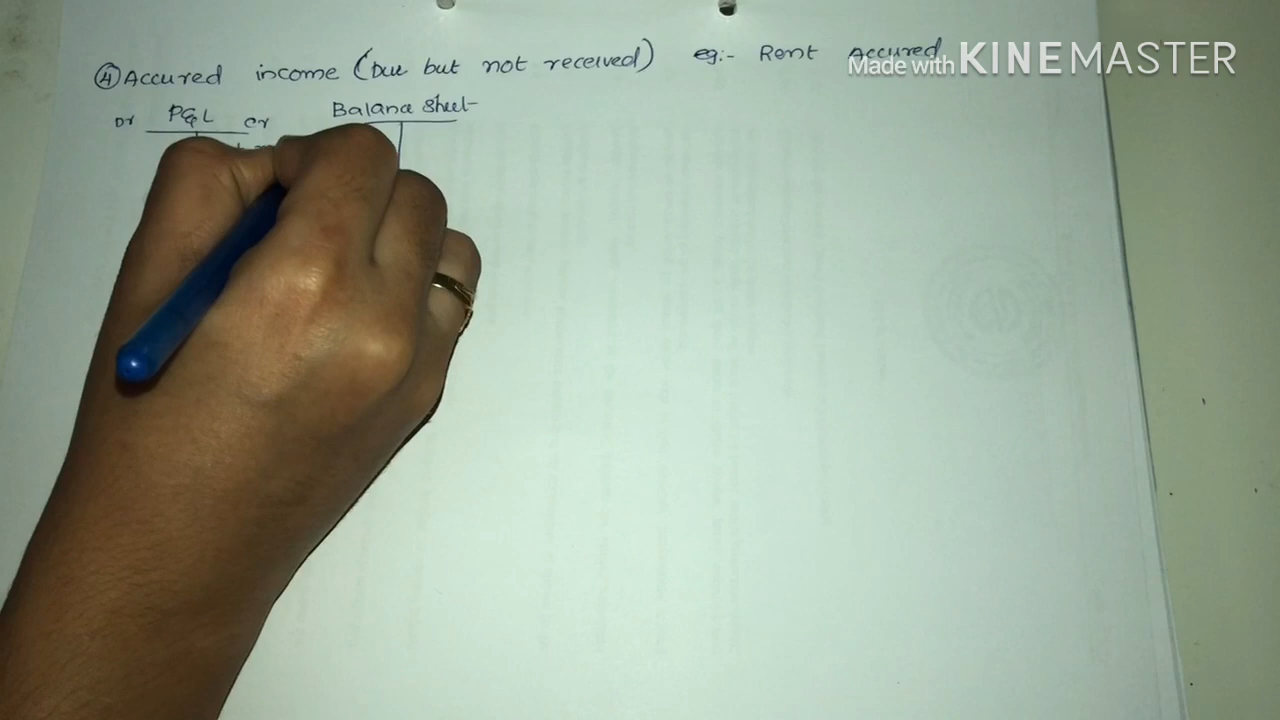 ④ Accured income (Due but not received) eg:- Rent Accured
Made with KINEMASTER
Dr P&L Cr Balance Sheet